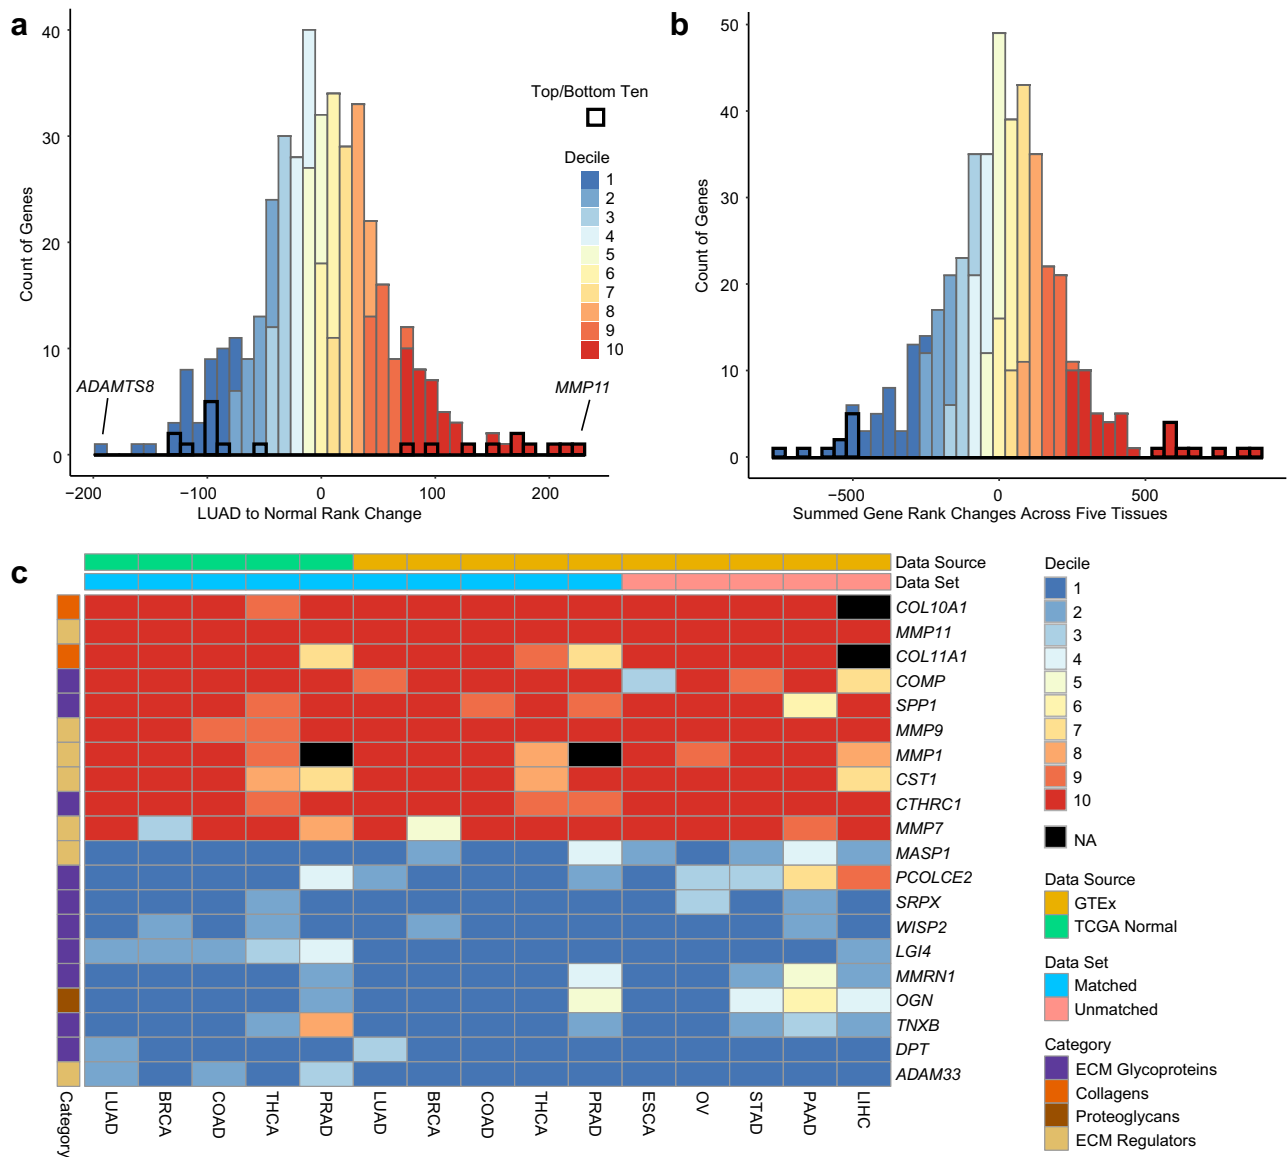 a
40
30
20
10
0
Count of Genes
−200
−100
0
100
200
LUAD to Normal Rank Change
ADAMTS8
MMP11
Top/Bottom Ten
Decile
1
2
3
4
5
6
7
8
9
10
b
50
40
30
20
10
0
Count of Genes
−500
0
500
Summed Gene Rank Changes Across Five Tissues
c
Data Source
Data Set
COL10A1
MMP11
COL11A1
COMP
SPP1
MMP9
MMP1
CST1
CTHRC1
MMP7
MASP1
PCOLCE2
SRPX
WISP2
LGI4
MMRN1
OGN
TNXB
DPT
ADAM33
Category
LUAD
BRCA
COAD
THCA
PRAD
LUAD
BRCA
COAD
THCA
PRAD
ESCA
OV
STAD
PAAD
LIHC
Decile
1
2
3
4
5
6
7
8
9
10
NA
Data Source
GTEx
TCGA Normal
Data Set
Matched
Unmatched
Category
ECM Glycoproteins
Collagens
Proteoglycans
ECM Regulators